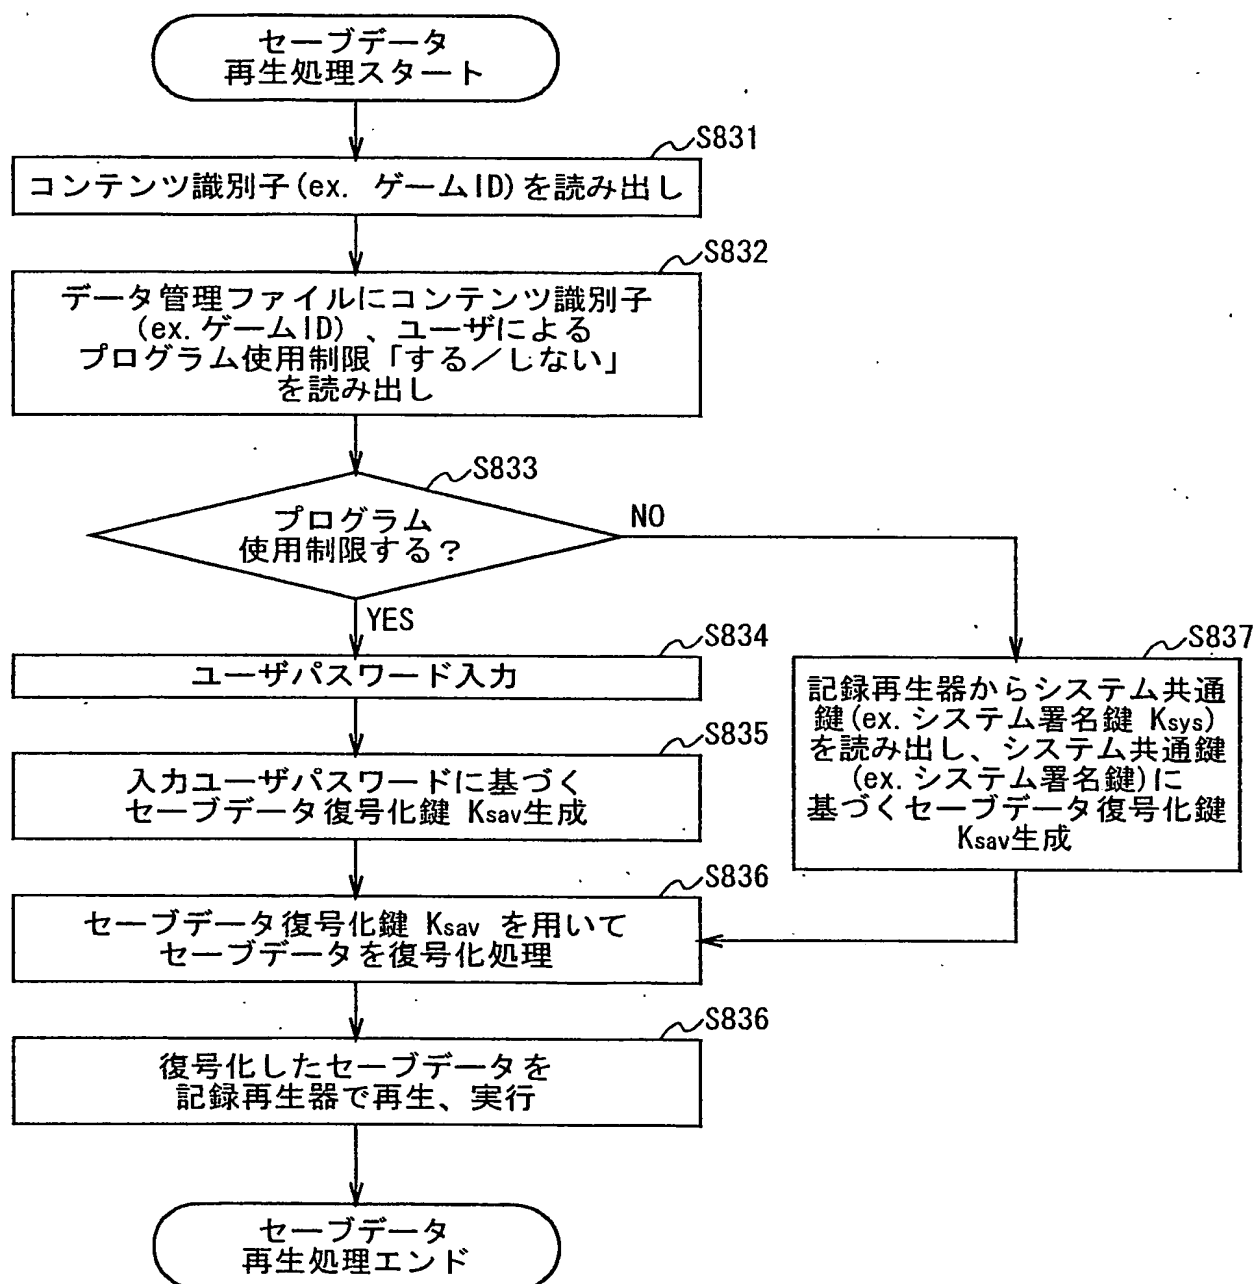 セーブデータ
再生処理スタート
S831
コンテンツ識別子(ex. ゲームID)を読み出し
S832
データ管理ファイルにコンテンツ識別子
(ex.ゲームID)、ユーザによる
プログラム使用制限「する/しない」
を読み出し
S833
プログラム
使用制限する?
NO
YES
S834
ユーザパスワード入力
S835
入力ユーザパスワードに基づく
セーブデータ復号化鍵 Ksav生成
S837
記録再生器からシステム共通
鍵(ex.システム署名鍵 Ksys)
を読み出し、システム共通鍵
(ex.システム署名鍵)に
基づくセーブデータ復号化鍵
Ksav生成
S836
セーブデータ復号化鍵 Ksav を用いて
セーブデータを復号化処理
S836
復号化したセーブデータを
記録再生器で再生、実行
セーブデータ
再生処理エンド